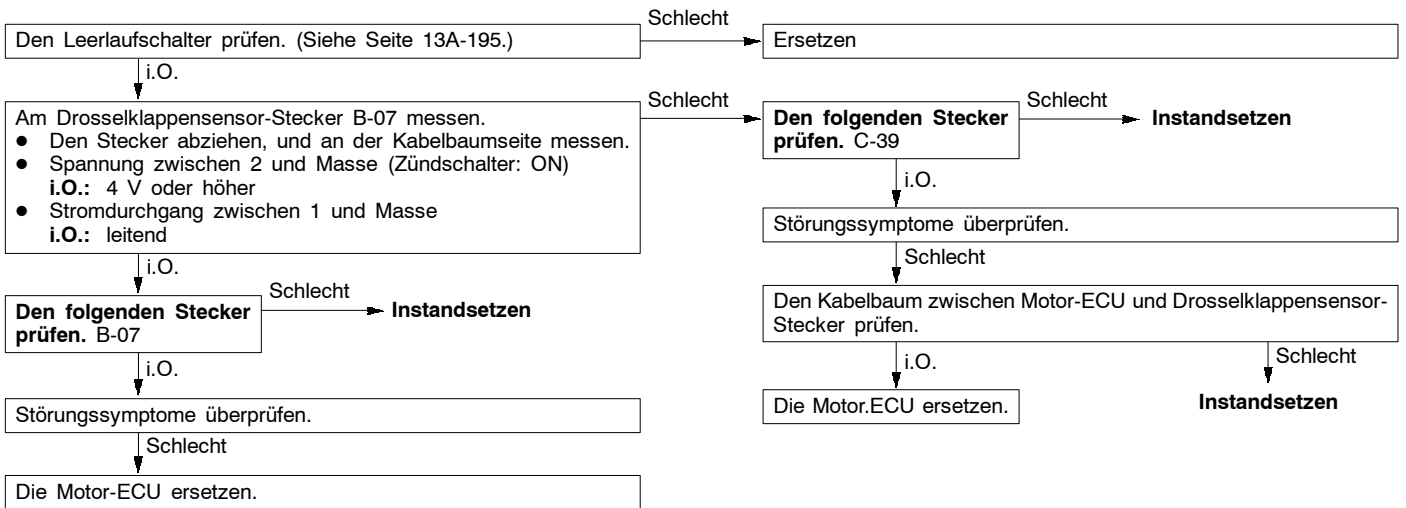 Den Leerlaufschalter prüfen. (Siehe Seite 13A-195.)
Schlecht
Ersetzen
i.O.
Am Drosselklappensensor-Stecker B-07 messen.
● Den Stecker abziehen, und an der Kabelbaumseite messen.
● Spannung zwischen 2 und Masse (Zündschalter: ON)
i.O.: 4 V oder höher
● Stromdurchgang zwischen 1 und Masse
i.O.: leitend
Schlecht
Den folgenden Stecker
prüfen. C-39
Schlecht
Instandsetzen
i.O.
Störungssymptome überprüfen.
Schlecht
Den Kabelbaum zwischen Motor-ECU und Drosselklappensensor-
Stecker prüfen.
i.O.
Schlecht
Die Motor.ECU ersetzen.
Instandsetzen
i.O.
Den folgenden Stecker
prüfen. B-07
Schlecht
Instandsetzen
i.O.
Störungssymptome überprüfen.
Schlecht
Die Motor-ECU ersetzen.